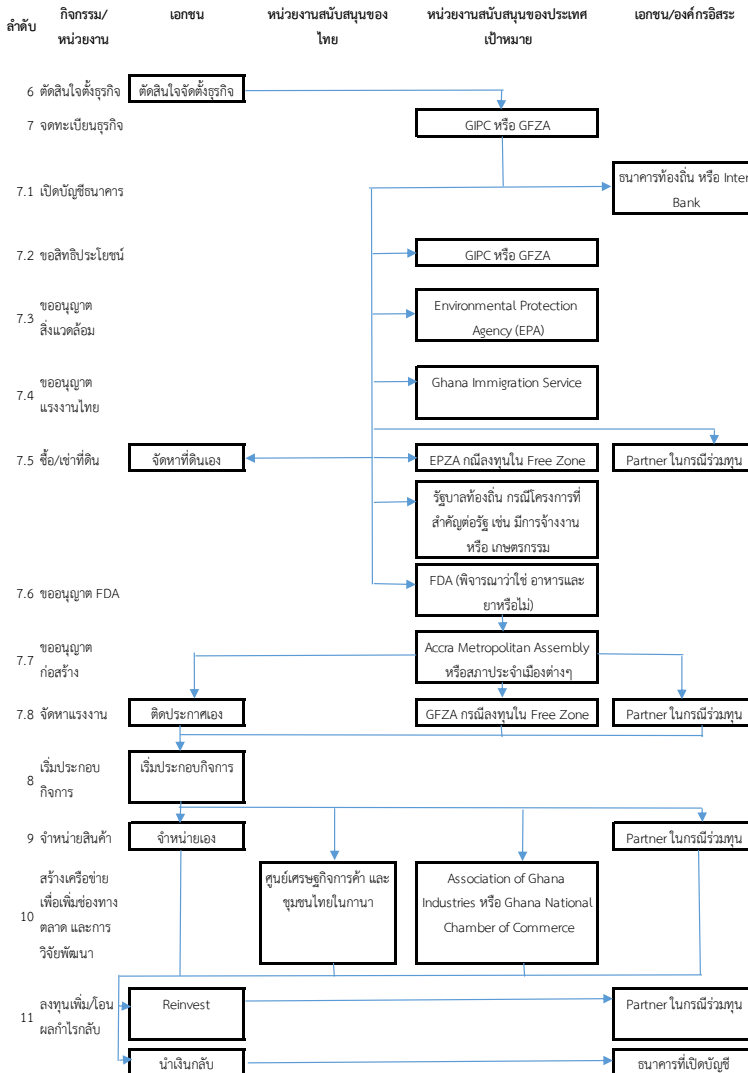 ลำดับ กิจกรรม/ เอกชน หน่วยงานสนับสนุนของ หน่วยงานสนับสนุนของประเทศ เอกชน/องค์กรอิสระ
หน่วยงาน ไทย เป้าหมาย
6 ตัดสินใจตั้งธุรกิจ ตัดสินใจจัดตั้งธุรกิจ
7 จดทะเบียนธุรกิจ GIPC หรือ GFZA
7.1 เปิดบัญชีธนาคาร ธนาคารท้องถิ่น หรือ Inter
Bank
7.2 ขอสิทธิประโยชน์ GIPC หรือ GFZA
7.3 ขออนุญาต Environmental Protection
สิ่งแวดล้อม Agency (EPA)
7.4 ขออนุญาต Ghana Immigration Service
แรงงานไทย
7.5 ซื้อ/เช่าที่ดิน จัดหาที่ดินเอง EPZA กณีลงทุนใน Free Zone Partner ในกรณีร่วมทุน
รัฐบาลท้องถิ่น กรณีโครงการที่
สำคัญต่อรัฐ เช่น มีการจ้างงาน
หรือ เกษตรกรรม
7.6 ขออนุญาต FDA FDA (พิจารณาว่าใช่ อาหารและ
ยาหรือไม่)
7.7 ขออนุญาต Accra Metropolitan Assembly
ก่อสร้าง หรือสภาประจำเมืองต่างๆ
7.8 จัดหาแรงงาน ติดประกาศเอง GFZA กรณีลงทุนใน Free Zone Partner ในกรณีร่วมทุน
8 เริ่มประกอบ เริ่มประกอบกิจการ
กิจการ
9 จำหน่ายสินค้า จำหน่ายเอง Partner ในกรณีร่วมทุน
10 สร้างเครือข่าย ศูนย์เศรษฐกิจการค้า และ Association of Ghana
เพื่อเพิ่มช่องทาง ชุมชนไทยในกานา Industries หรือ Ghana National
ตลาด และการ Chamber of Commerce
วิจัยพัฒนา
11 ลงทุนเพิ่ม/โอน Reinvest Partner ในกรณีร่วมทุน
ผลกำไรกลับ
นำเงินกลับ ธนาคารที่เปิดบัญชี